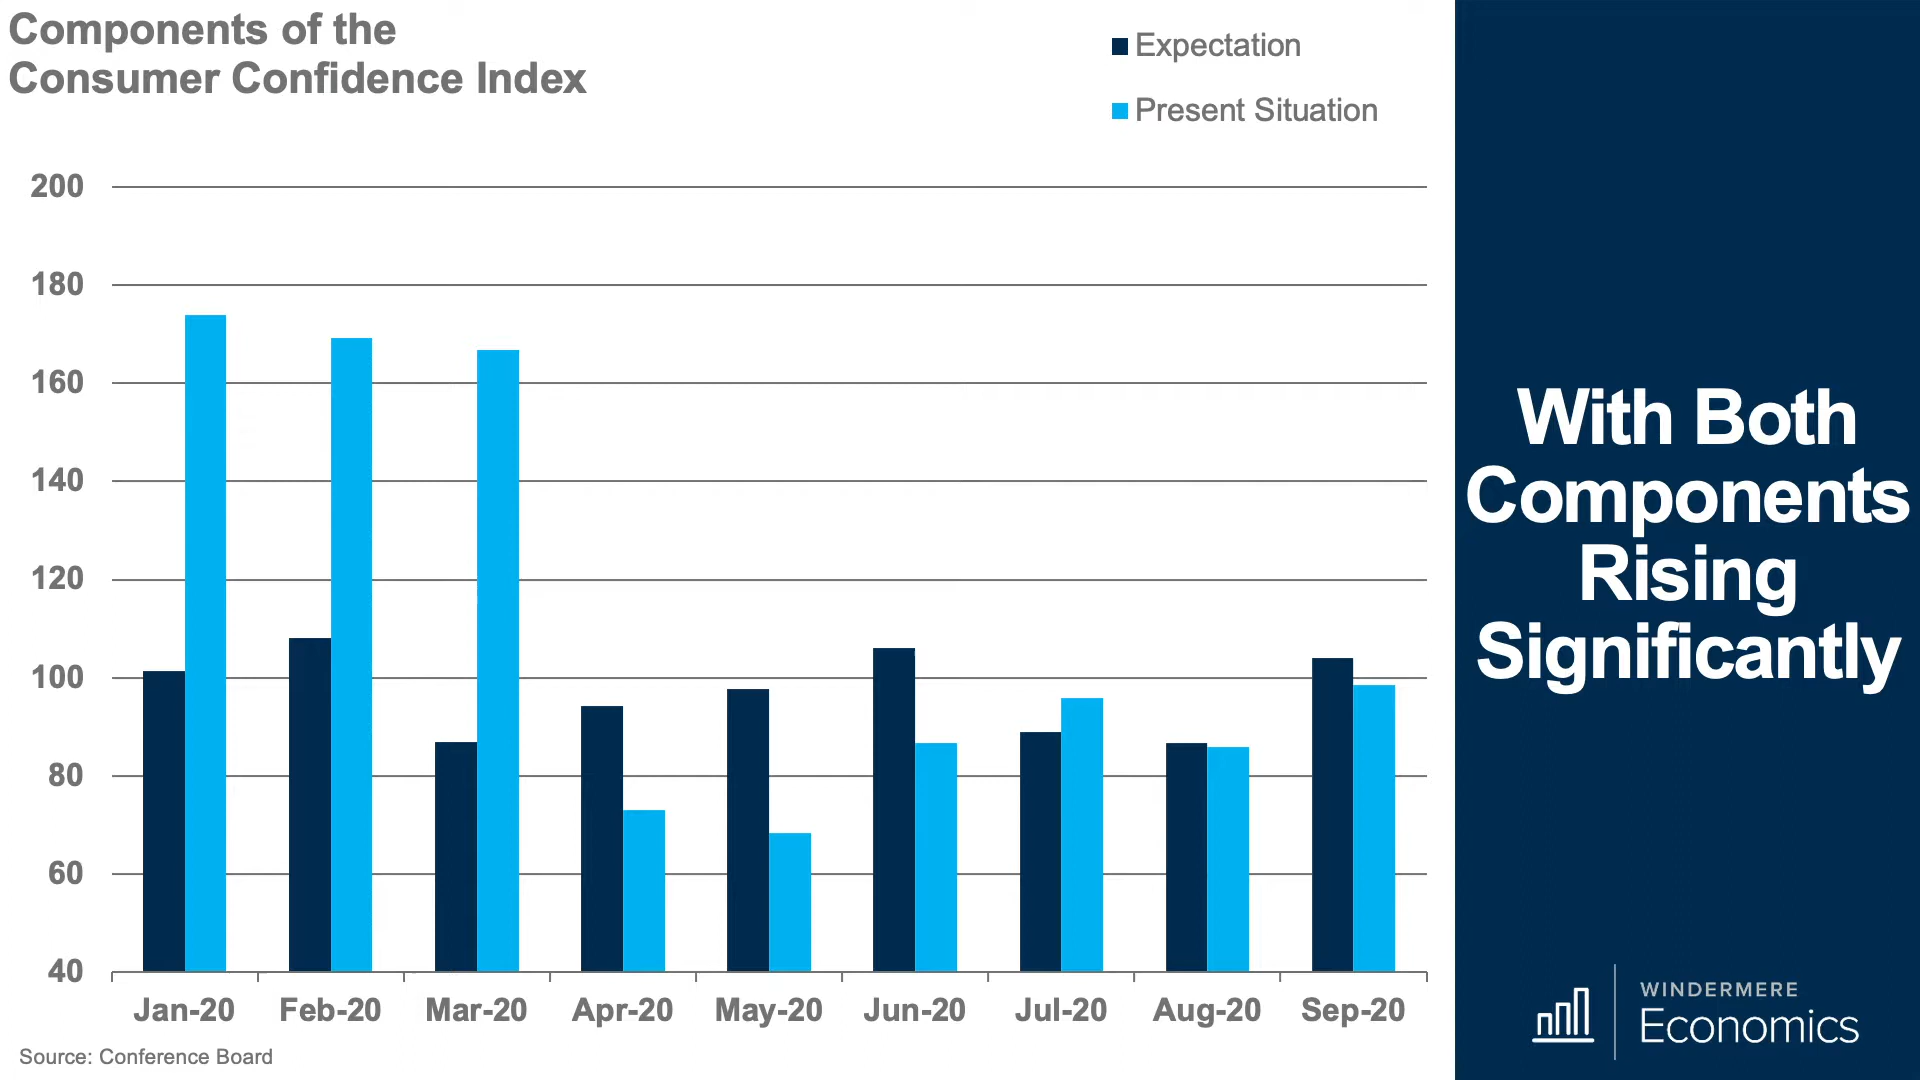 Components of the
Consumer Confidence Index
Expectation
Present Situation
200
180
160
140
120
100
80
60
40
Jan-20 Feb-20 Mar-20 Apr-20 May-20 Jun-20 Jul-20 Aug-20 Sep-20
Source: Conference Board
With Both
Components
Rising
Significantly
WINDERMERE
Economics